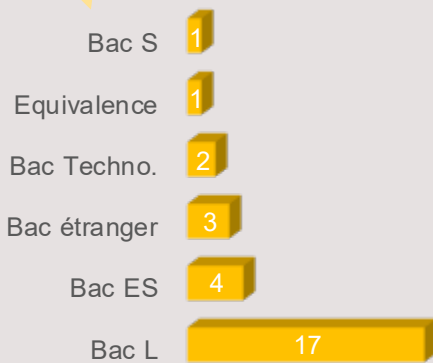 Bac S 1
Equivalence 1
Bac Techno. 2
Bac étranger 3
Bac ES 4
Bac L 17